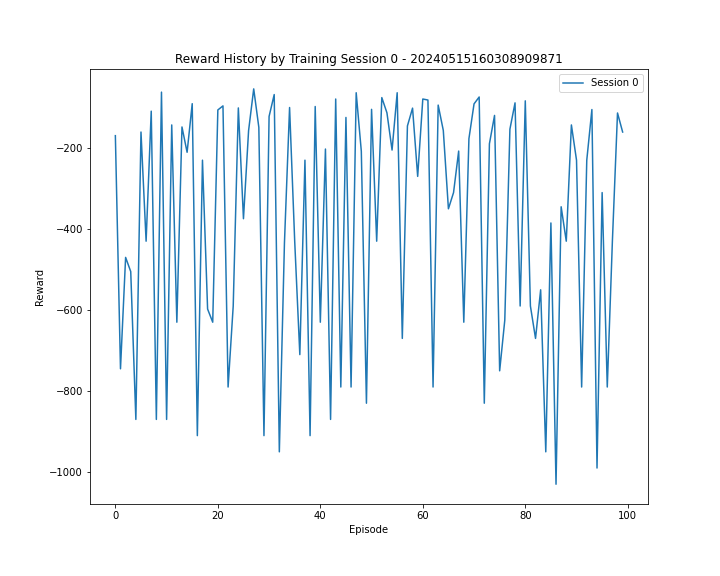 Reward History by Training Session 0 - 20240515160308909871
Session 0
Reward
−200
−400
−600
−800
−1000
0
20
40
60
80
100
Episode